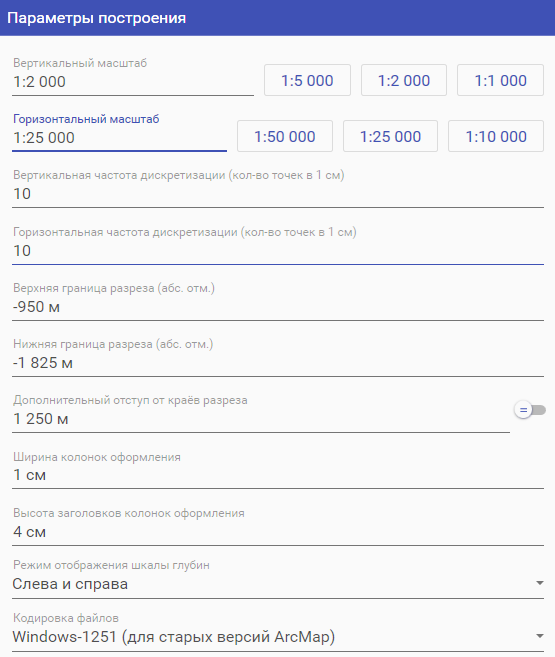 Параметры построения
Вертикальный масштаб
1:2 000
1:5 000
1:2 000
1:1 000
Горизонтальный масштаб
1:25 000
1:50 000
1:25 000
1:10 000
Вертикальная частота дискретизации (кол-во точек в 1 см)
10
Горизонтальная частота дискретизации (кол-во точек в 1 см)
10
Верхняя граница разреза (абс. отм.)
-950 м
Нижняя граница разреза (абс. отм.)
-1 825 м
Дополнительный отступ от краёв разреза
1 250 м
=
Ширина колонок оформления
1 см
Высота заголовков колонок оформления
4 см
Режим отображения шкалы глубин
Слева и справа
Кодировка файлов
Windows-1251 (для старых версий ArcMap)